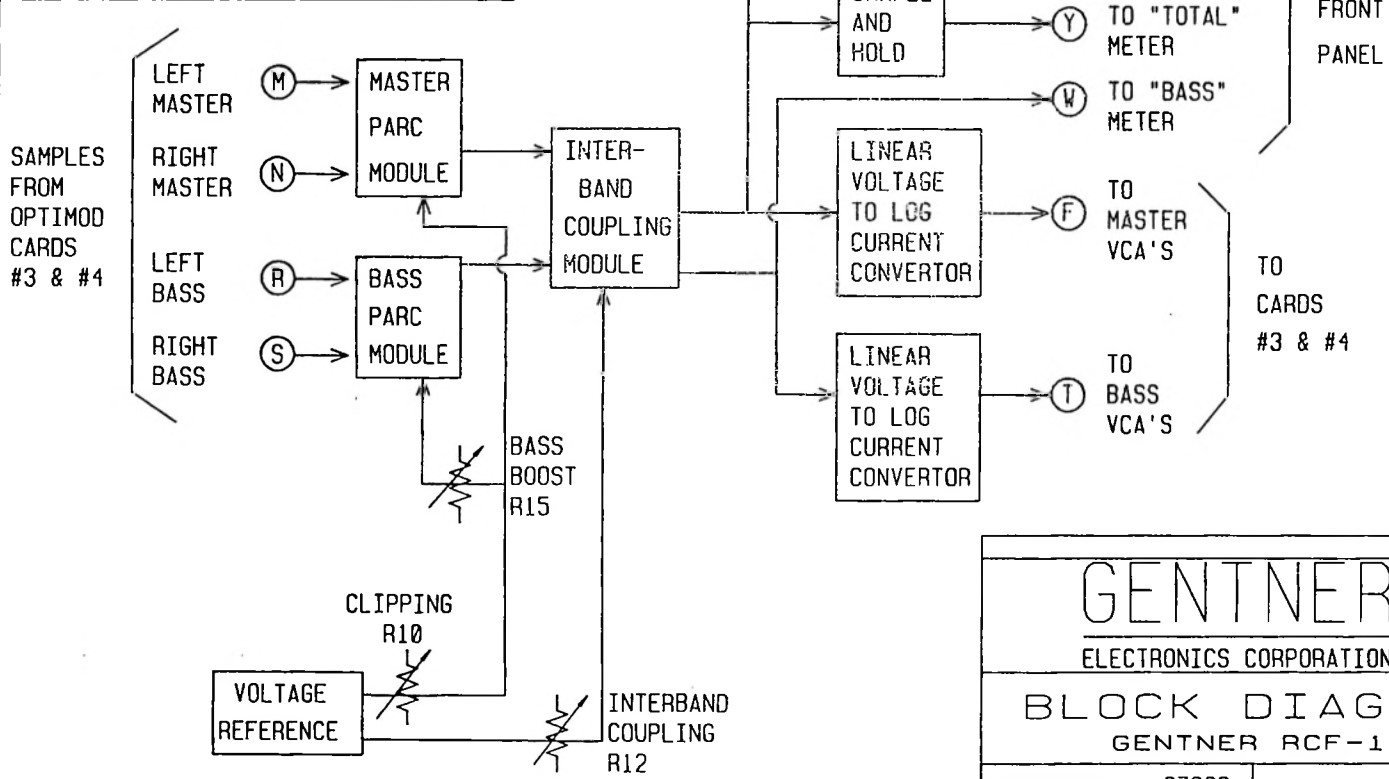 SAMPLES
FROM
OPTIMOD
CARDS
#3 & #4
LEFT
MASTER
M
RIGHT
MASTER
N
LEFT
BASS
R
RIGHT
BASS
S
MASTER
PARC
MODULE
BASS
PARC
MODULE
INTER-
BAND
COUPLING
MODULE
AND
HOLD
Y
TO "TOTAL"
METER
W
TO "BASS"
METER
FRONT
PANEL
LINEAR
VOLTAGE
TO LOG
CURRENT
CONVERTOR
F
TO
MASTER
VCA'S
LINEAR
VOLTAGE
TO LOG
CURRENT
CONVERTOR
T
TO
BASS
VCA'S
TO
CARDS
#3 & #4
BASS
BOOST
R15
CLIPPING
R10
VOLTAGE
REFERENCE
INTERBAND
COUPLING
R12
GENTNER
ELECTRONICS CORPORATION
BLOCK DIAG
GENTNER RCF-1